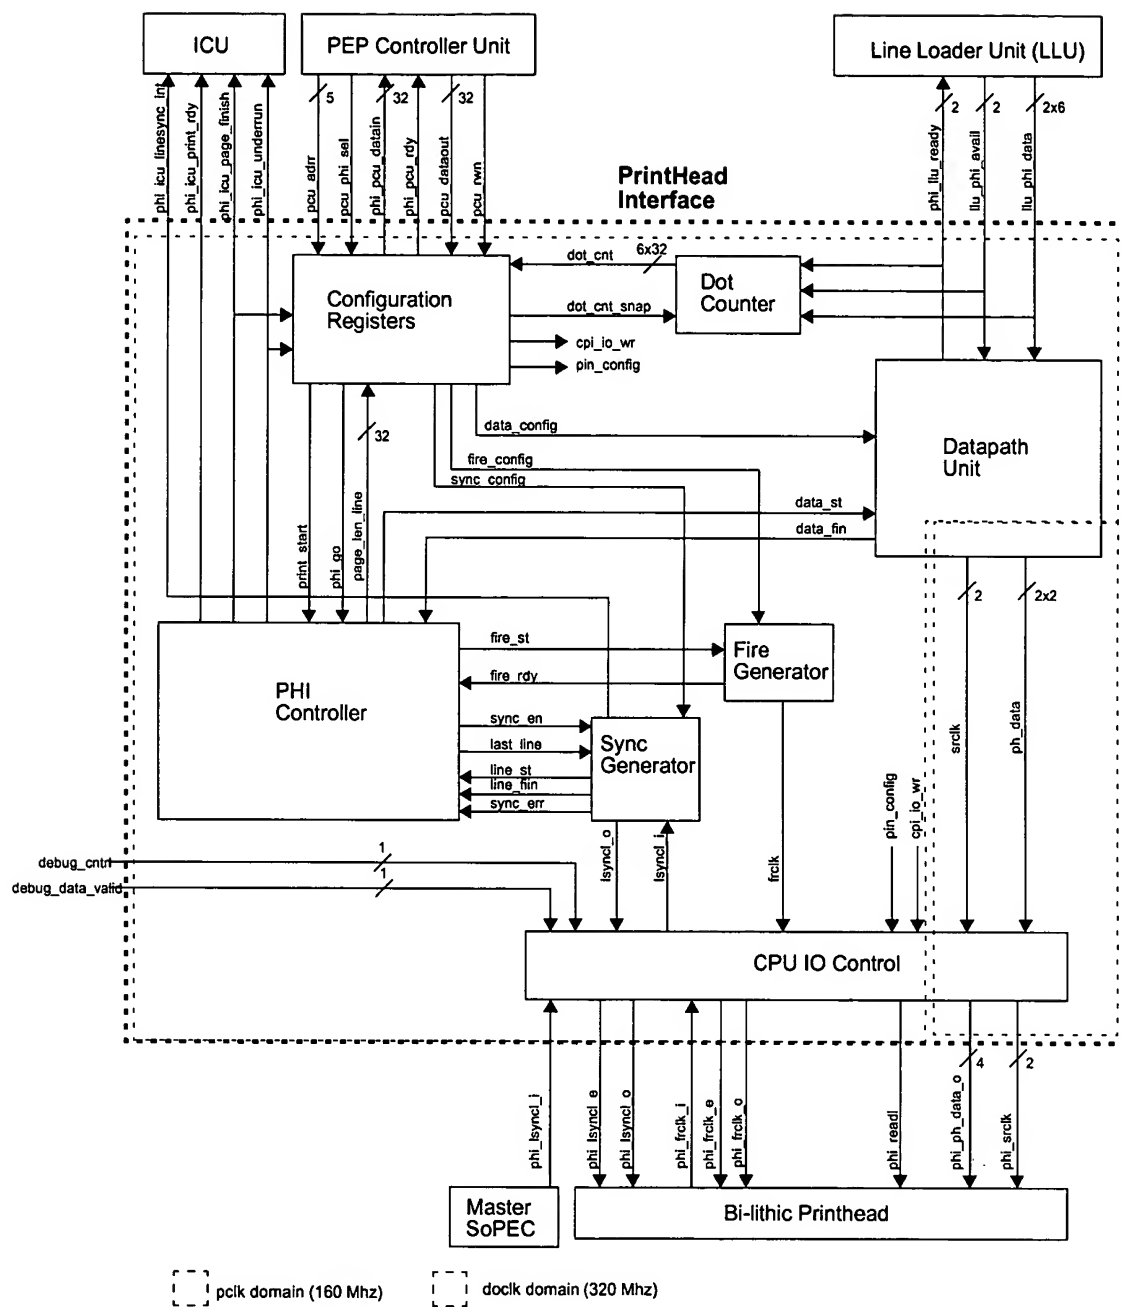 ICU
PEP Controller Unit
Line Loader Unit (LLU)
phi_icu_linesync_int
phi_icu_print_rdy
phi_icu_page_finish
phi_icu_underrun
5
32
32
pcu_adrr
pcu_phi_sel
phi_pcu_datain
phi_pcu_rdy
pcu_dataout
pcu_rwn
2
2
2x6
phi_llu_ready
llu_phi_avail
llu_phi_data
PrintHead
Interface
Configuration
Registers
dot_cnt
6x32
dot_cnt_snap
cpi_io_wr
pin_config
Dot
Counter
32
data_config
fire_config
sync_config
Datapath
Unit
data_st
data_fin
print_start
phi_go
page_len_line
2
2x2
PHI
Controller
fire_st
fire_rdy
Fire
Generator
sync_en
last_line
line_st
line_fiin
sync_err
Sync
Generator
srclk
ph_data
pin_config
cpi_io_wr
debug_cntrl
1
debug_data_valid
1
lsyncl_o
lsyncl_i
frclk
CPU IO Control
4
2
phi_lsyncl_i
phi_lsyncl_e
phi_lsyncl_o
phi_frclk_i
phi_frclk_e
phi_frclk_o
phi_readl
phi_ph_data_o
phi_srclk
Master
SoPEC
Bi-lithic Printhead
pclk domain (160 Mhz)
doclk domain (320 Mhz)